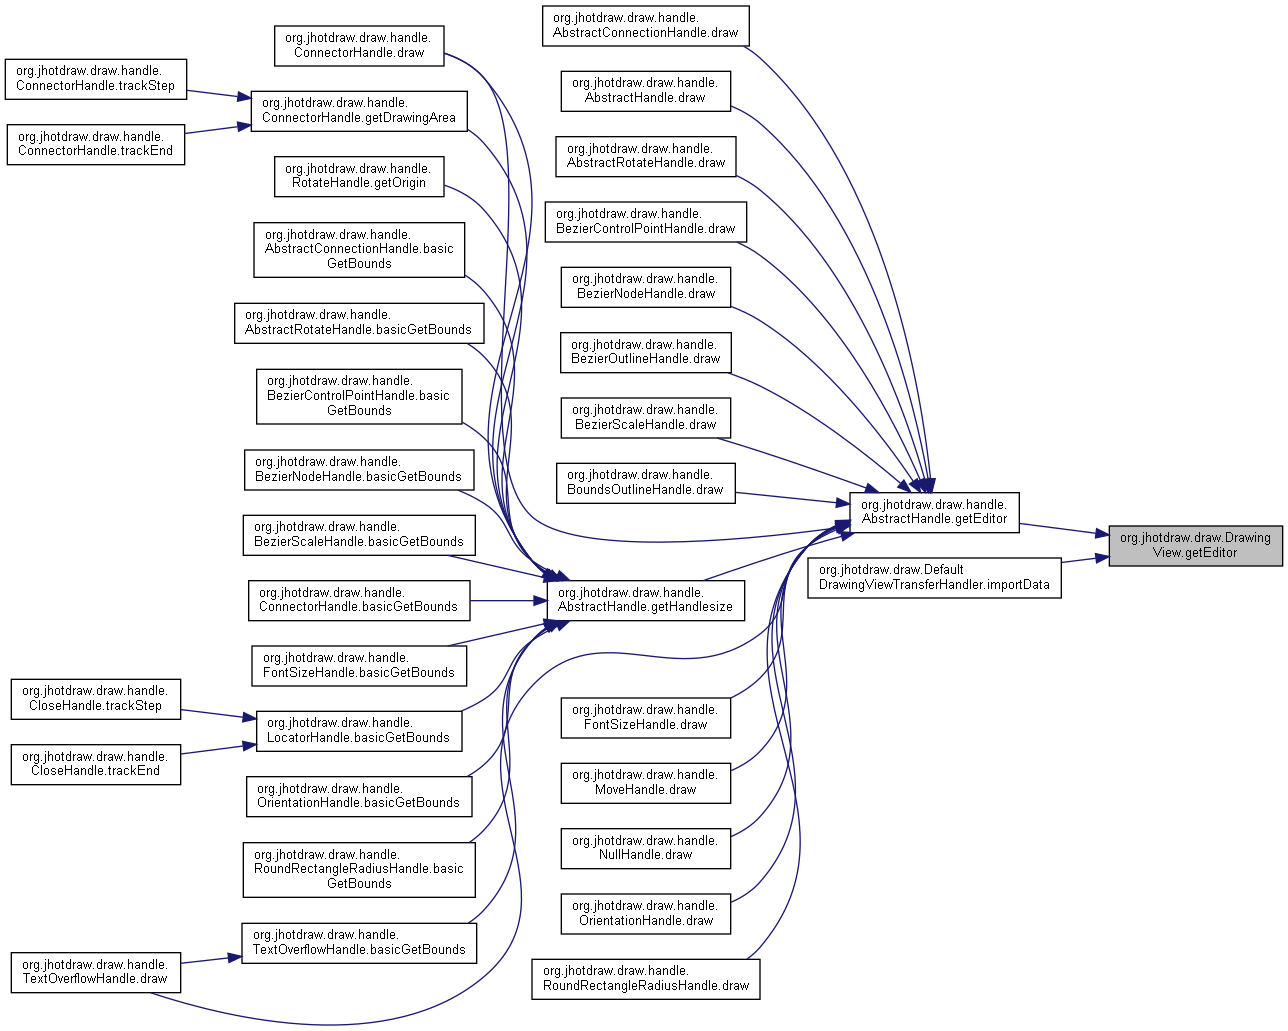 org.jhotdraw.draw.handle.
ConnectorHandle.trackStep
org.jhotdraw.draw.handle.
ConnectorHandle.trackEnd
org.jhotdraw.draw.handle.
CloseHandle.trackStep
org.jhotdraw.draw.handle.
CloseHandle.trackEnd
org.jhotdraw.draw.handle.
TextOverflowHandle.draw
org.jhotdraw.draw.handle.
ConnectorHandle.draw
org.jhotdraw.draw.handle.
ConnectorHandle.getDrawingArea
org.jhotdraw.draw.handle.
RotateHandle.getOrigin
org.jhotdraw.draw.handle.
AbstractConnectionHandle.basic
GetBounds
org.jhotdraw.draw.handle.
AbstractRotateHandle.basicGetBounds
org.jhotdraw.draw.handle.
BezierControlPointHandle.basic
GetBounds
org.jhotdraw.draw.handle.
BezierNodeHandle.basicGetBounds
org.jhotdraw.draw.handle.
BezierScaleHandle.basicGetBounds
org.jhotdraw.draw.handle.
ConnectorHandle.basicGetBounds
org.jhotdraw.draw.handle.
FontSizeHandle.basicGetBounds
org.jhotdraw.draw.handle.
LocatorHandle.basicGetBounds
org.jhotdraw.draw.handle.
OrientationHandle.basicGetBounds
org.jhotdraw.draw.handle.
RoundRectangleRadiusHandle.basic
GetBounds
org.jhotdraw.draw.handle.
TextOverflowHandle.basicGetBounds
org.jhotdraw.draw.handle.
AbstractConnectionHandle.draw
org.jhotdraw.draw.handle.
AbstractHandle.draw
org.jhotdraw.draw.handle.
AbstractRotateHandle.draw
org.jhotdraw.draw.handle.
BezierControlPointHandle.draw
org.jhotdraw.draw.handle.
BezierNodeHandle.draw
org.jhotdraw.draw.handle.
BezierOutlineHandle.draw
org.jhotdraw.draw.handle.
BezierScaleHandle.draw
org.jhotdraw.draw.handle.
BoundsOutlineHandle.draw
org.jhotdraw.draw.handle.
AbstractHandle.getHandlesize
org.jhotdraw.draw.handle.
FontSizeHandle.draw
org.jhotdraw.draw.handle.
MoveHandle.draw
org.jhotdraw.draw.handle.
NullHandle.draw
org.jhotdraw.draw.handle.
OrientationHandle.draw
org.jhotdraw.draw.handle.
RoundRectangleRadiusHandle.draw
org.jhotdraw.draw.handle.
AbstractHandle.getEditor
org.jhotdraw.draw.Default
DrawingViewTransferHandler.importData
org.jhotdraw.draw.Drawing
View.getEditor